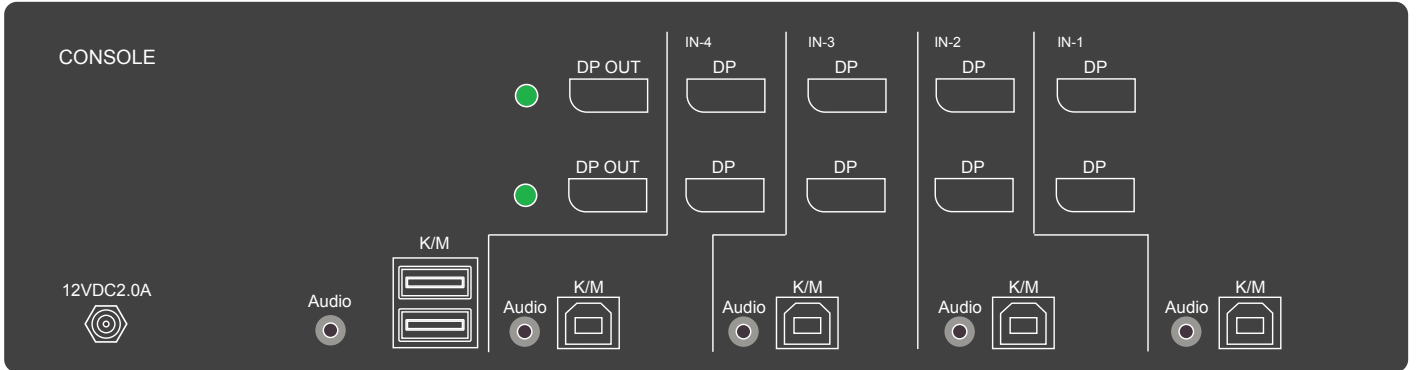 CONSOLE
IN-4
IN-3
IN-2
IN-1
DP OUT
DP
DP
DP
DP
DP OUT
DP
DP
DP
DP
K/M
12VDC2.0A
Audio
Audio
K/M
Audio
K/M
Audio
K/M
Audio
K/M